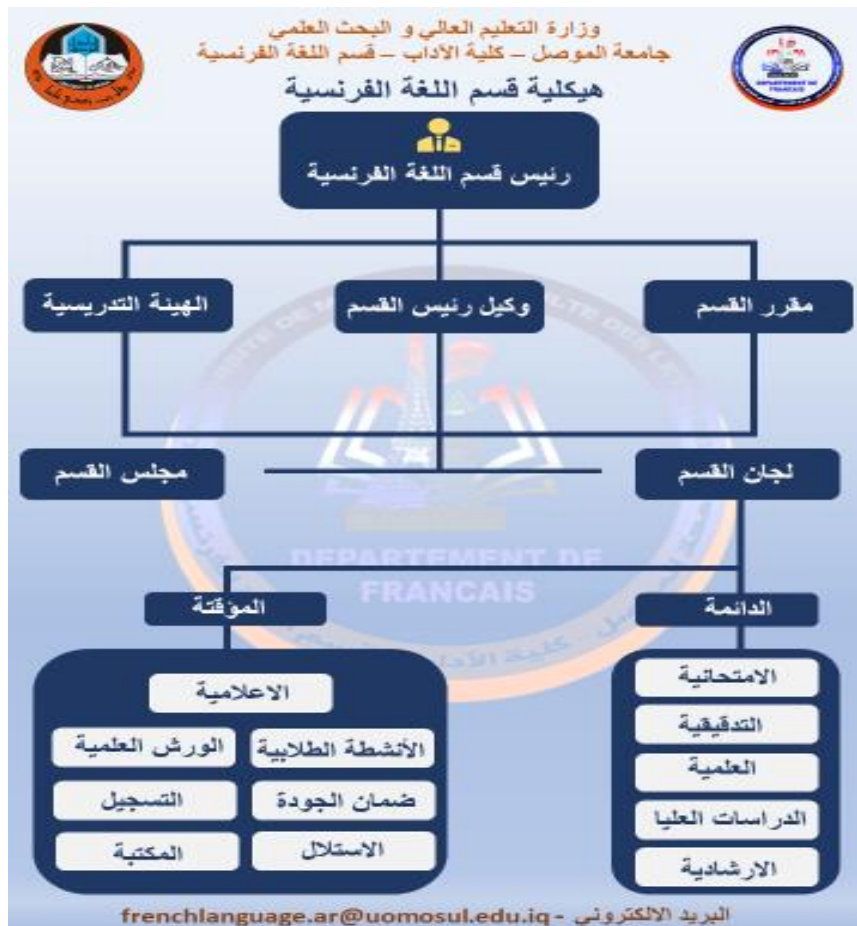 وزارة التعليم العالي و البحث العلمي
جامعة الموصل – كلية الآداب – قسم اللغة الفرنسية
هيكلية قسم اللغة الفرنسية
DEPARTEMENT DE
FRANCAIS
رئيس قسم اللغة الفرنسية
مقرر القسم
وكيل رئيس القسم
الهيئة التدريسية
لجان القسم
مجلس القسم
DEPARTEMENT DE
FRANCAIS
الدائمة
المؤقتة
الامتحانية
التدقيقية
العلمية
الدراسات العليا
الارشادية
الاعلامية
الأنشطة الطلابية
الورش العلمية
ضمان الجودة
التسجيل
الاستلال
المكتبة
البريد الالكتروني - frenchlanguage.ar@uomosul.edu.iq